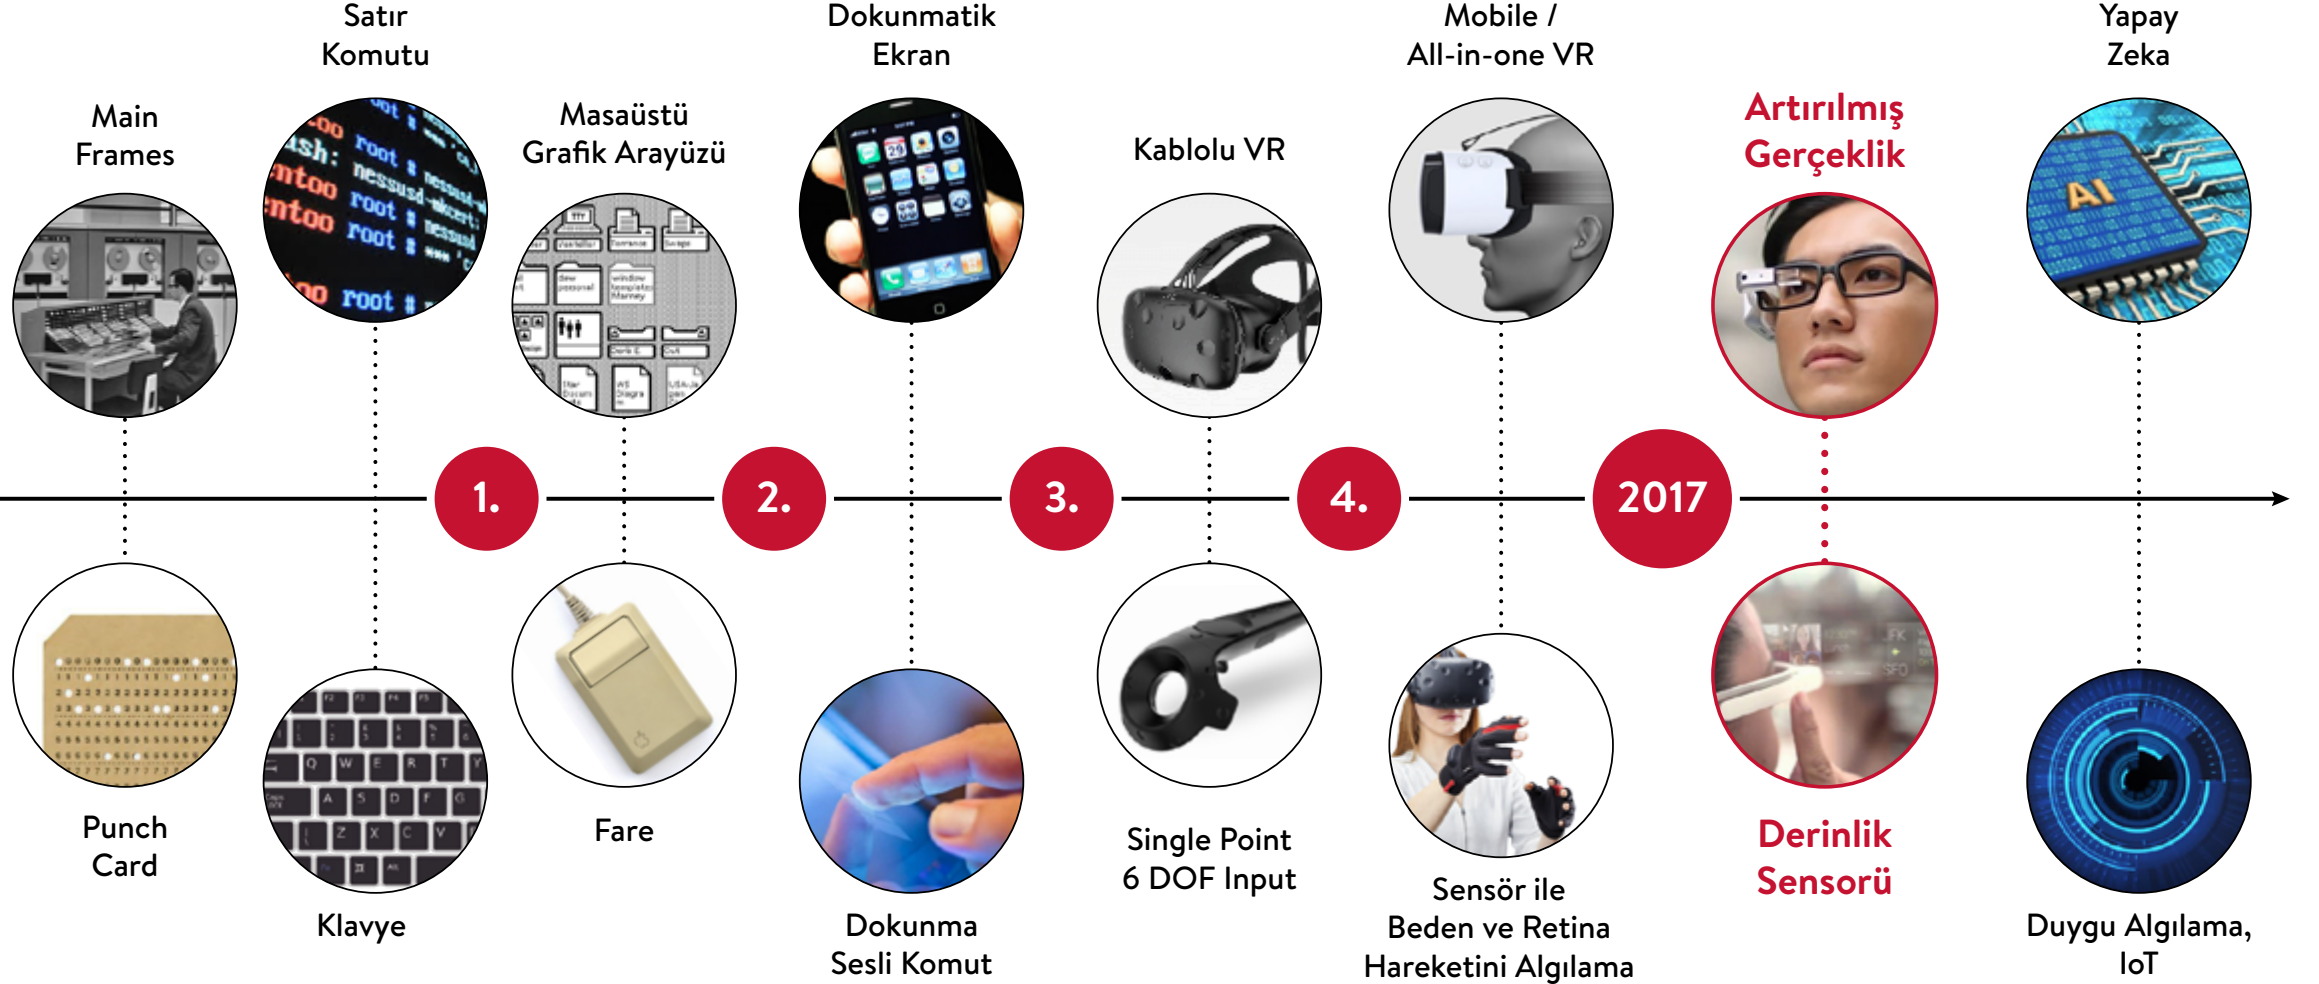 Main
Frames
Satır
Komutu
Masaüstü
Grafik Arayüzü
Dokunmatik
Ekran
Kablolu VR
Mobile /
All-in-one VR
Artırılmış
Gerçeklik
Yapay
Zeka
AI
1.
2.
3.
4.
2017
Punch
Card
Klavye
Fare
Dokunma
Sesli Komut
Single Point
6 DOF Input
Sensör ile
Beden ve Retina
Hareketini Algılama
Derinlik
Sensorü
Duygu Algılama,
IoT